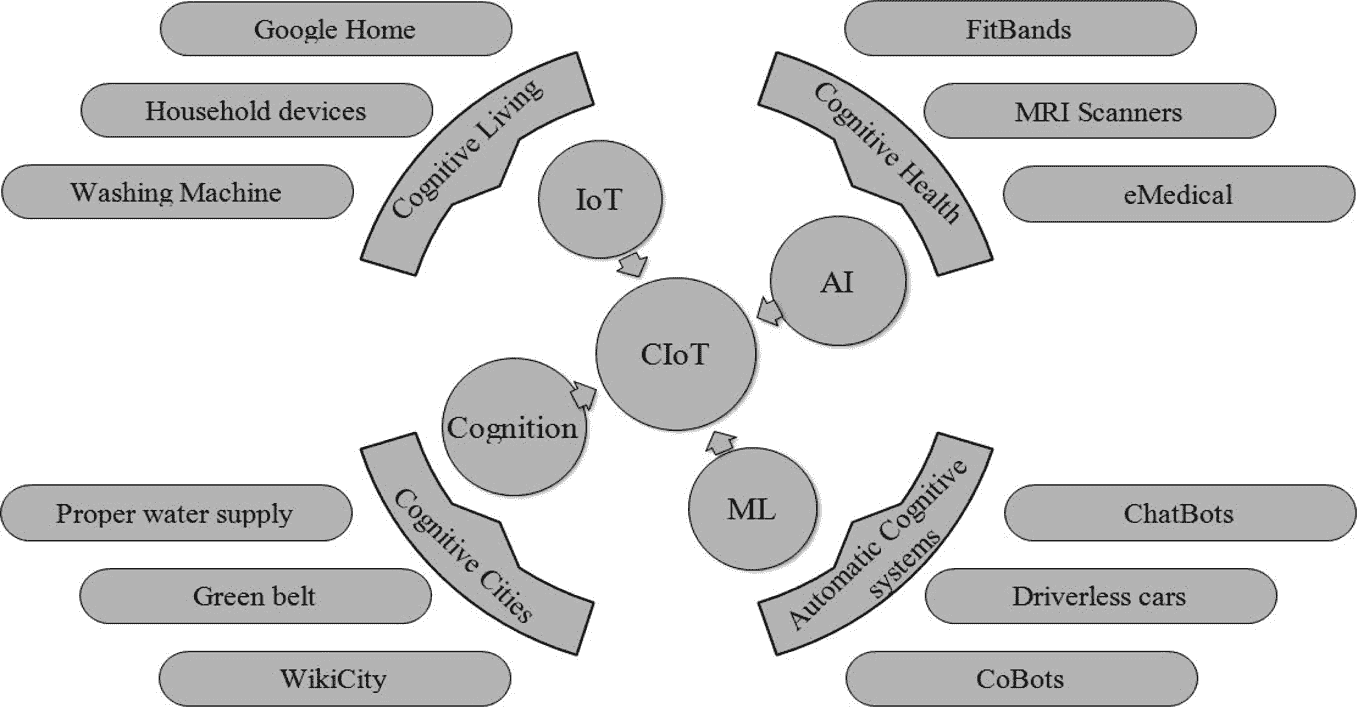 Google Home
Household devices
Washing Machine
Cognitive Living
FitBands
MRI Scanners
eMedical
Cognitive Health
IoT
AI
CIoT
Cognition
ML
Proper water supply
Green belt
WikiCity
Cognitive Cities
Automatic Cognitive
systems
ChatBots
Driverless cars
CoBots